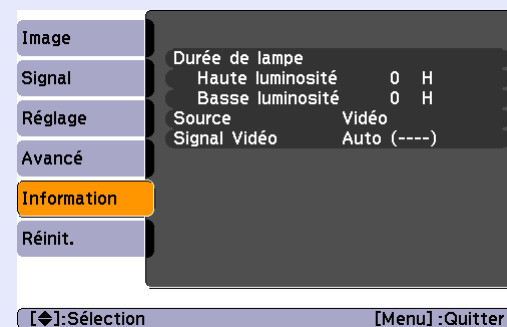 Image
Signal
Réglage
Avancé
Information
Réinit.
Durée de lampe
Haute luminosité 0 H
Basse luminosité 0 H
Source Vidéo
Signal Vidéo Auto (----)
[◆]:Sélection [Menu] :Quitter